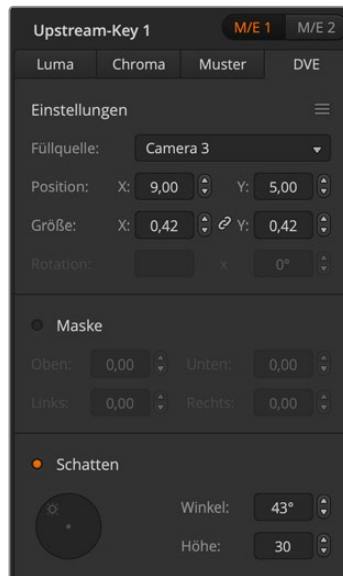 Upstream-Key 1 M/E 1 M/E 2
Luma Chroma Muster DVE
Einstellungen
Füllquelle: Camera 3
Position: X: 9,00 Y: 5,00
Größe: X: 0,42 Y: 0,42
Rotation: x 0°
Maske
Oben: 0,00 Unten: 0,00
Links: 0,00 Rechts: 0,00
Schatten
Winkel: 43°
Höhe: 30